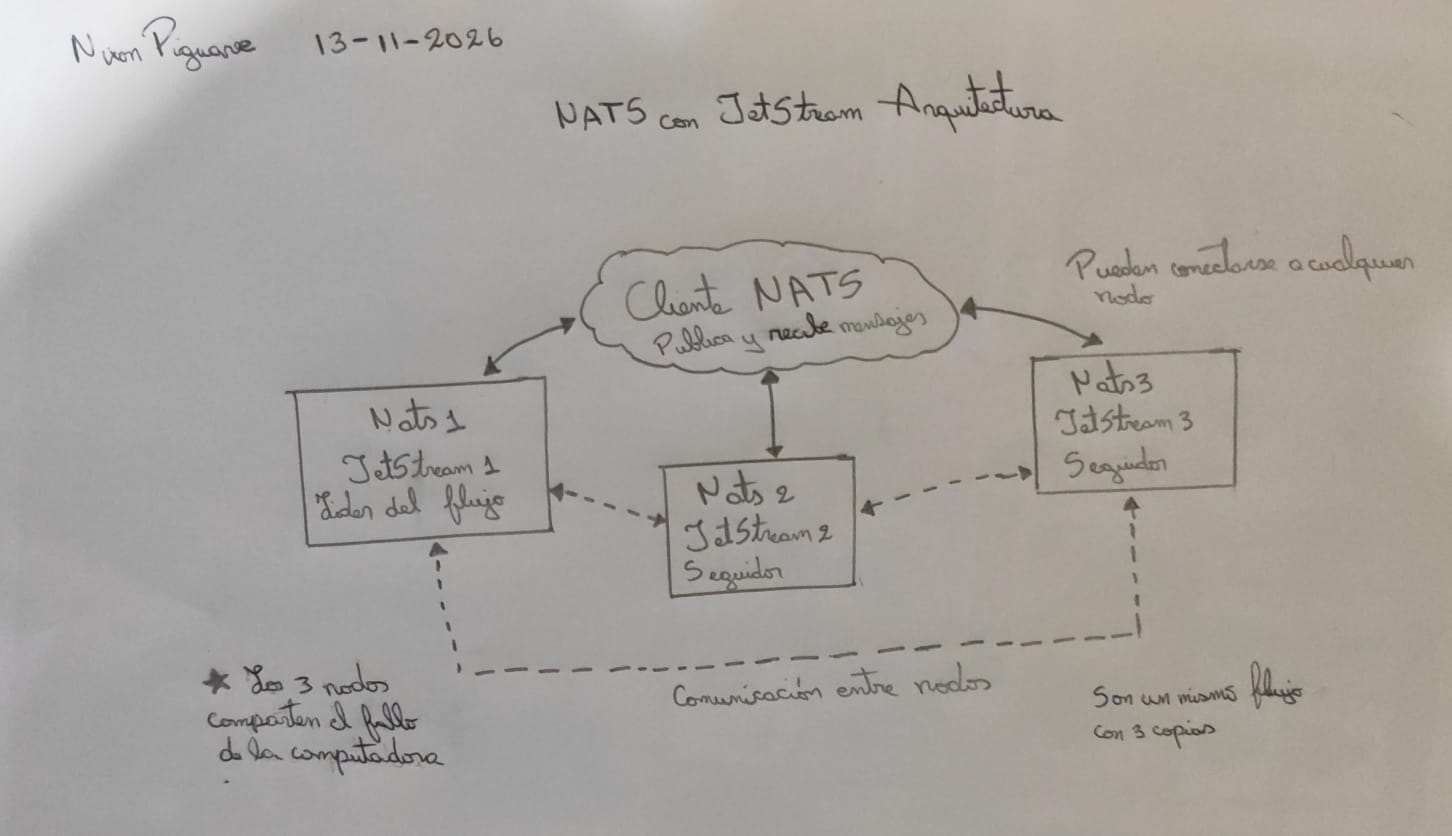 Nixon Piguave 13-11-2026
NATS con JetStream Arquitectura
Cliente NATS
Publica y recibe mensajes
Pueden conectarse a cualquier
nodo
Nats 1
JetStream 1
Lider del flujo
Nats 2
JetStream 2
Seguidor
Nats 3
JetStream 3
Seguidor
★ Los 3 nodos
comparten el fallo
de la computadora
Comunicación entre nodos
Son un mismo flujo
con 3 copias